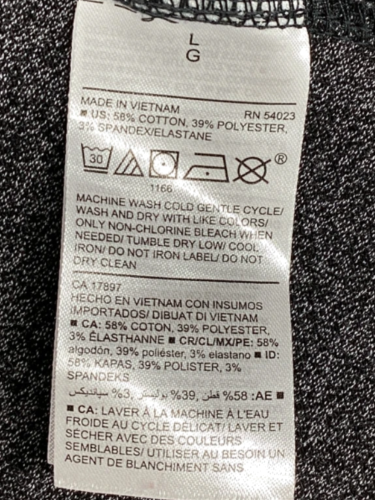 L
G
MADE IN VIETNAM RN 54023
■ US: 58% COTTON, 39% POLYESTER,
3% SPANDEX/ELASTANE
30
®
1166
MACHINE WASH COLD GENTLE CYCLE/
WASH AND DRY WITH LIKE COLORS/
ONLY NON-CHLORINE BLEACH WHEN
NEEDED/ TUMBLE DRY LOW/ COOL
IRON/ DO NOT IRON LABEL/ DO NOT
DRY CLEAN
CA 17897
HECHO EN VIETNAM CON INSUMOS
IMPORTADOS/ DIBUAT DI VIETNAM
■ CA: 58% COTON, 39% POLYESTER,
3% ÉLASTHANNE ■ CR/CL/MX/PE: 58%
algodón, 39% poliéster, 3% elastano ■ ID:
58% KAPAS, 39% POLISTER, 3%
SPANDEKS
■ AE: 58% قطن, 39% بوليستر, 3% سپانديكس
■ CA: LAVER À LA MACHINE À L'EAU
FROIDE AU CYCLE DÉLICAT/ LAVER ET
SÉCHER AVEC DES COULEURS
SEMBLABLES/ UTILISER AU BESOIN UN
AGENT DE BLANCHIMENT SANS